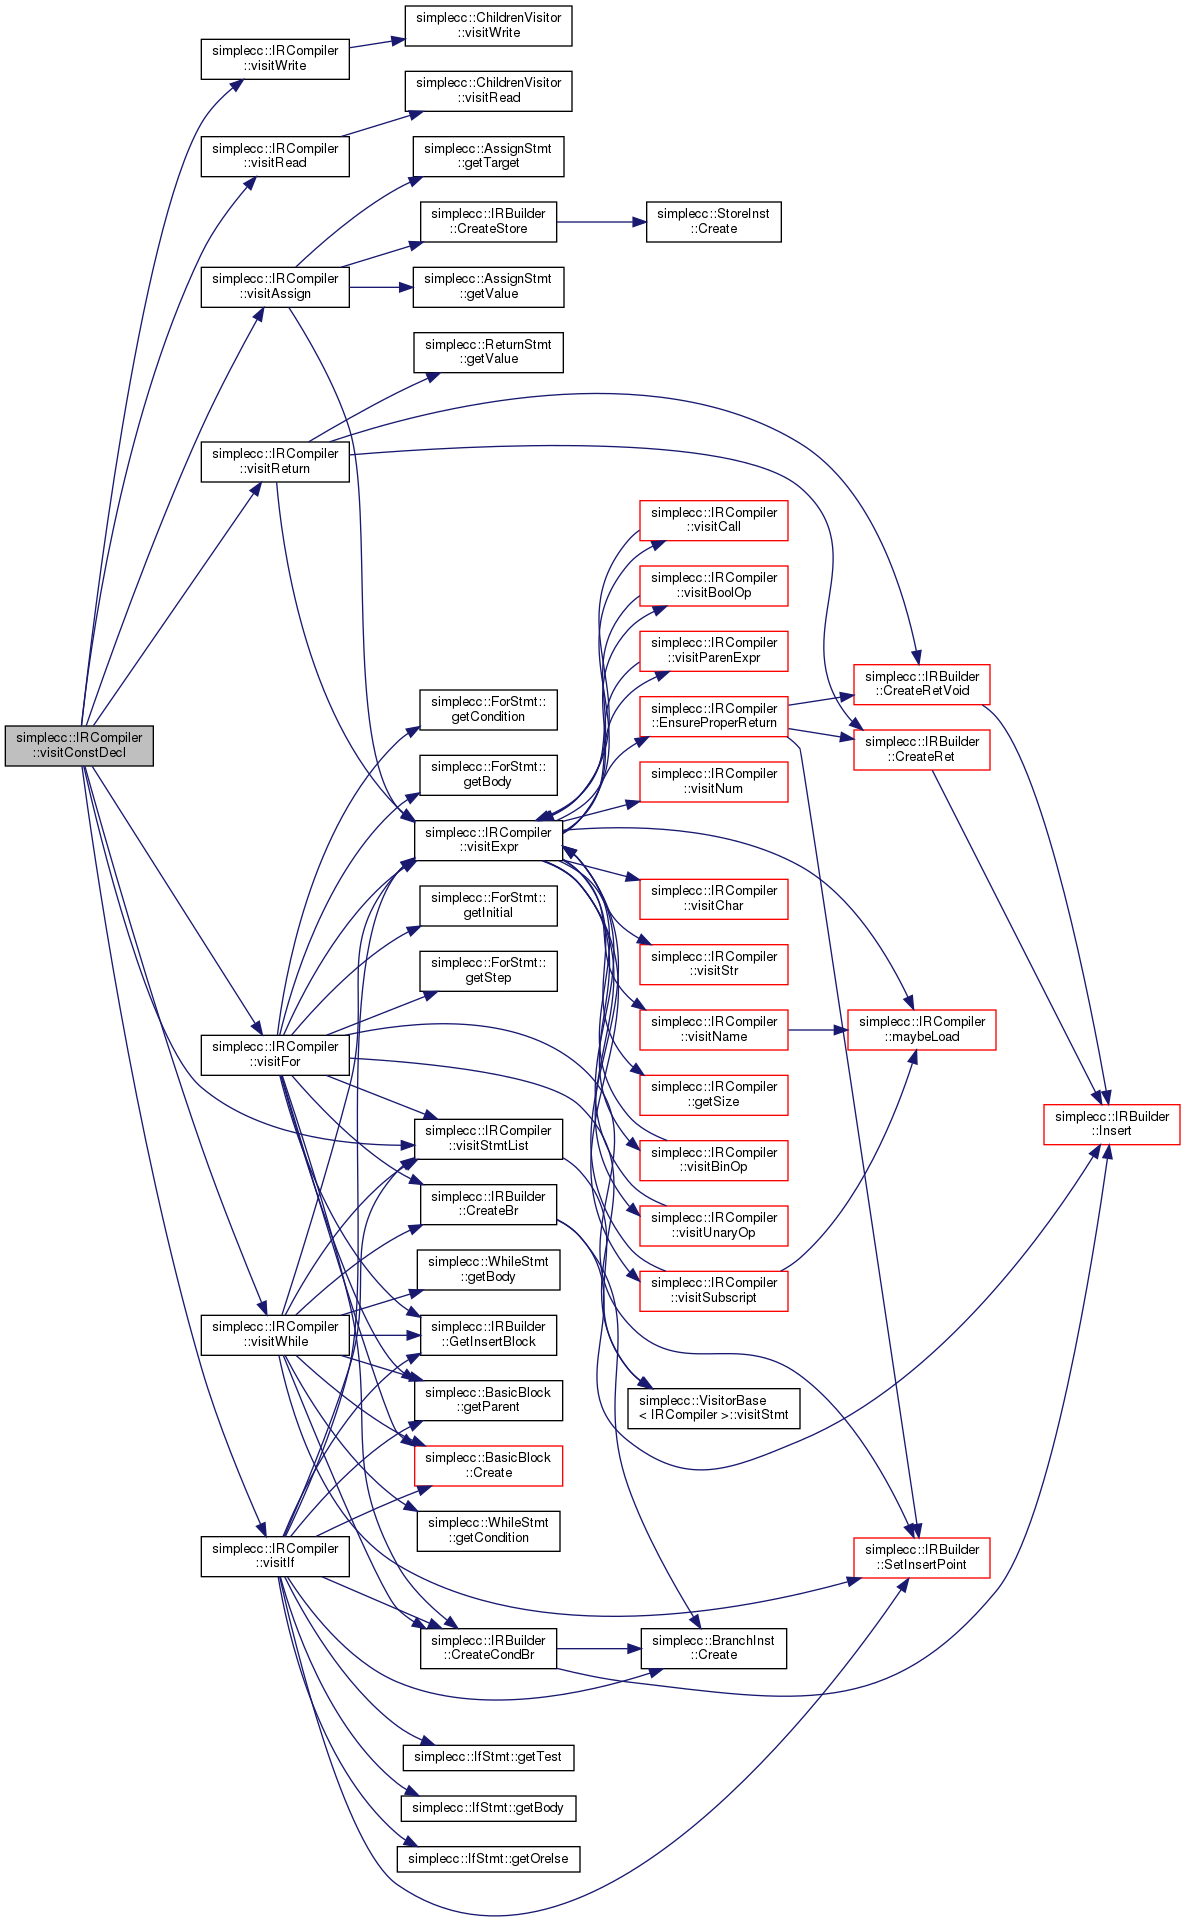 simplecc::IRCompiler
::visitConstDecl
simplecc::IRCompiler
::visitWrite
simplecc::IRCompiler
::visitRead
simplecc::IRCompiler
::visitAssign
simplecc::IRCompiler
::visitReturn
simplecc::IRCompiler
::visitFor
simplecc::IRCompiler
::visitWhile
simplecc::IRCompiler
::visitIf
simplecc::ChildrenVisitor
::visitWrite
simplecc::ChildrenVisitor
::visitRead
simplecc::AssignStmt
::getTarget
simplecc::IRBuilder
::CreateStore
simplecc::AssignStmt
::getValue
simplecc::ReturnStmt
::getValue
simplecc::ForStmt::
getCondition
simplecc::ForStmt::
getBody
simplecc::IRCompiler
::visitExpr
simplecc::ForStmt::
getInitial
simplecc::ForStmt::
getStep
simplecc::IRCompiler
::visitStmtList
simplecc::IRBuilder
::CreateBr
simplecc::WhileStmt
::getBody
simplecc::IRBuilder
::GetInsertBlock
simplecc::BasicBlock
::getParent
simplecc::BasicBlock
::Create
simplecc::WhileStmt
::getCondition
simplecc::IRBuilder
::CreateCondBr
simplecc::IfStmt::getTest
simplecc::IfStmt::getBody
simplecc::IfStmt::getOrelse
simplecc::StoreInst
::Create
simplecc::IRCompiler
::visitCall
simplecc::IRCompiler
::visitBoolOp
simplecc::IRCompiler
::visitParenExpr
simplecc::IRCompiler
::EnsureProperReturn
simplecc::IRCompiler
::visitNum
simplecc::IRCompiler
::visitChar
simplecc::IRCompiler
::visitStr
simplecc::IRCompiler
::visitName
simplecc::IRCompiler
::getSize
simplecc::IRCompiler
::visitBinOp
simplecc::IRCompiler
::visitUnaryOp
simplecc::IRCompiler
::visitSubscript
simplecc::VisitorBase
< IRCompiler >::visitStmt
simplecc::BranchInst
::Create
simplecc::IRBuilder
::CreateRetVoid
simplecc::IRBuilder
::CreateRet
simplecc::IRCompiler
::maybeLoad
simplecc::IRBuilder
::SetInsertPoint
simplecc::IRBuilder
::Insert